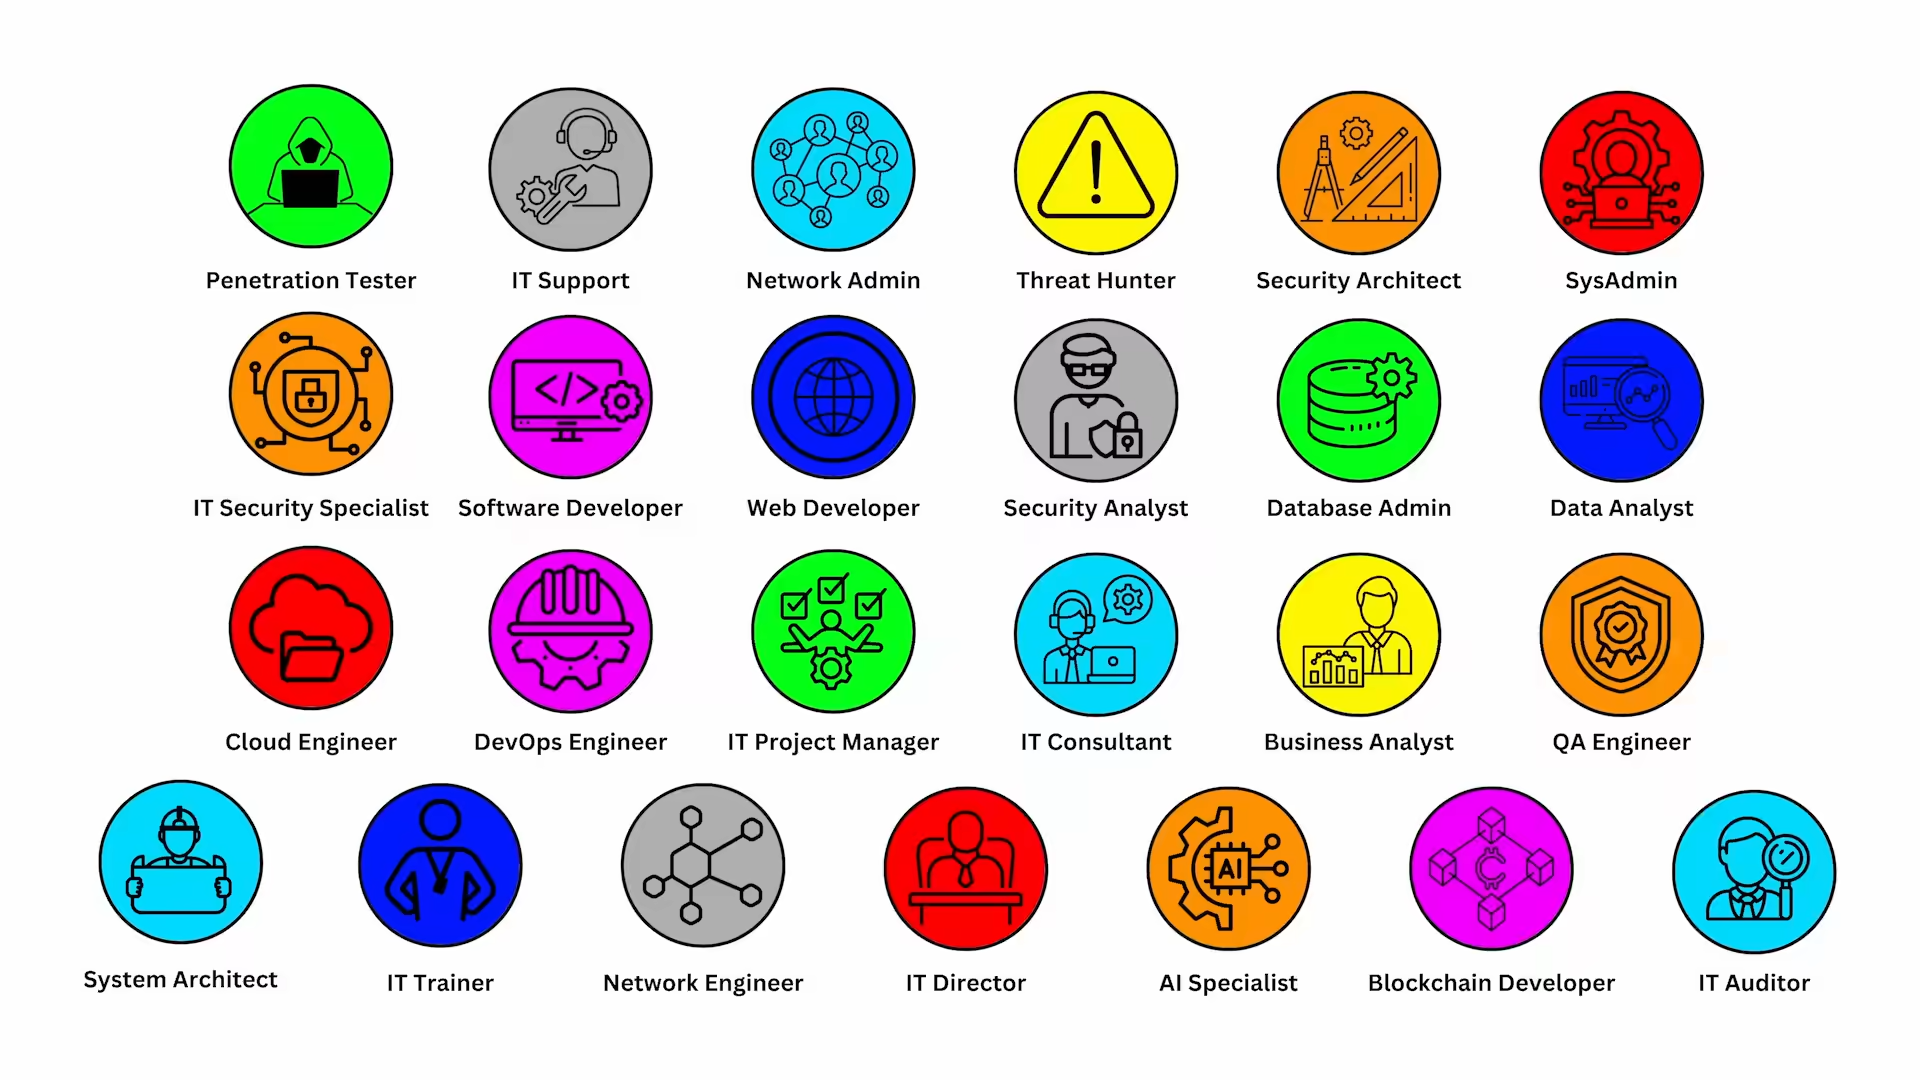 Penetration Tester
IT Support
Network Admin
Threat Hunter
Security Architect
SysAdmin
IT Security Specialist
</>
Software Developer
Web Developer
Security Analyst
Database Admin
Data Analyst
Cloud Engineer
DevOps Engineer
IT Project Manager
IT Consultant
Business Analyst
QA Engineer
System Architect
IT Trainer
Network Engineer
IT Director
AI
AI Specialist
Blockchain Developer
IT Auditor